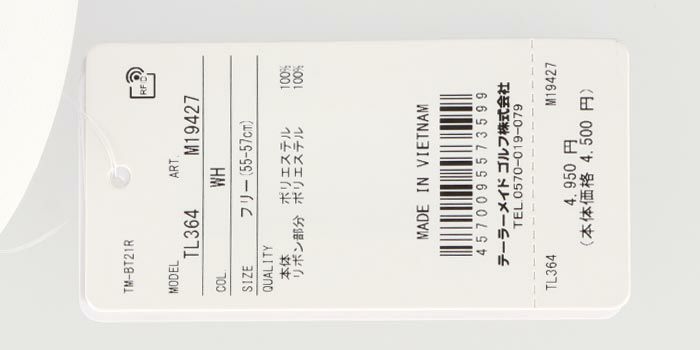 RFID
TM-BT21R
MODEL TL364 ART. M19427
COL. WH
SIZE フリー(55-57cm)
QUALITY
本体 ポリエステル 100%
リボン部分 ポリエステル 100%
MADE IN VIETNAM
4570095573599
テーラーメイド ゴルフ株式会社
TEL.0570-019-079
TL364 M19427
4,950 円
(本体価格 4,500 円)